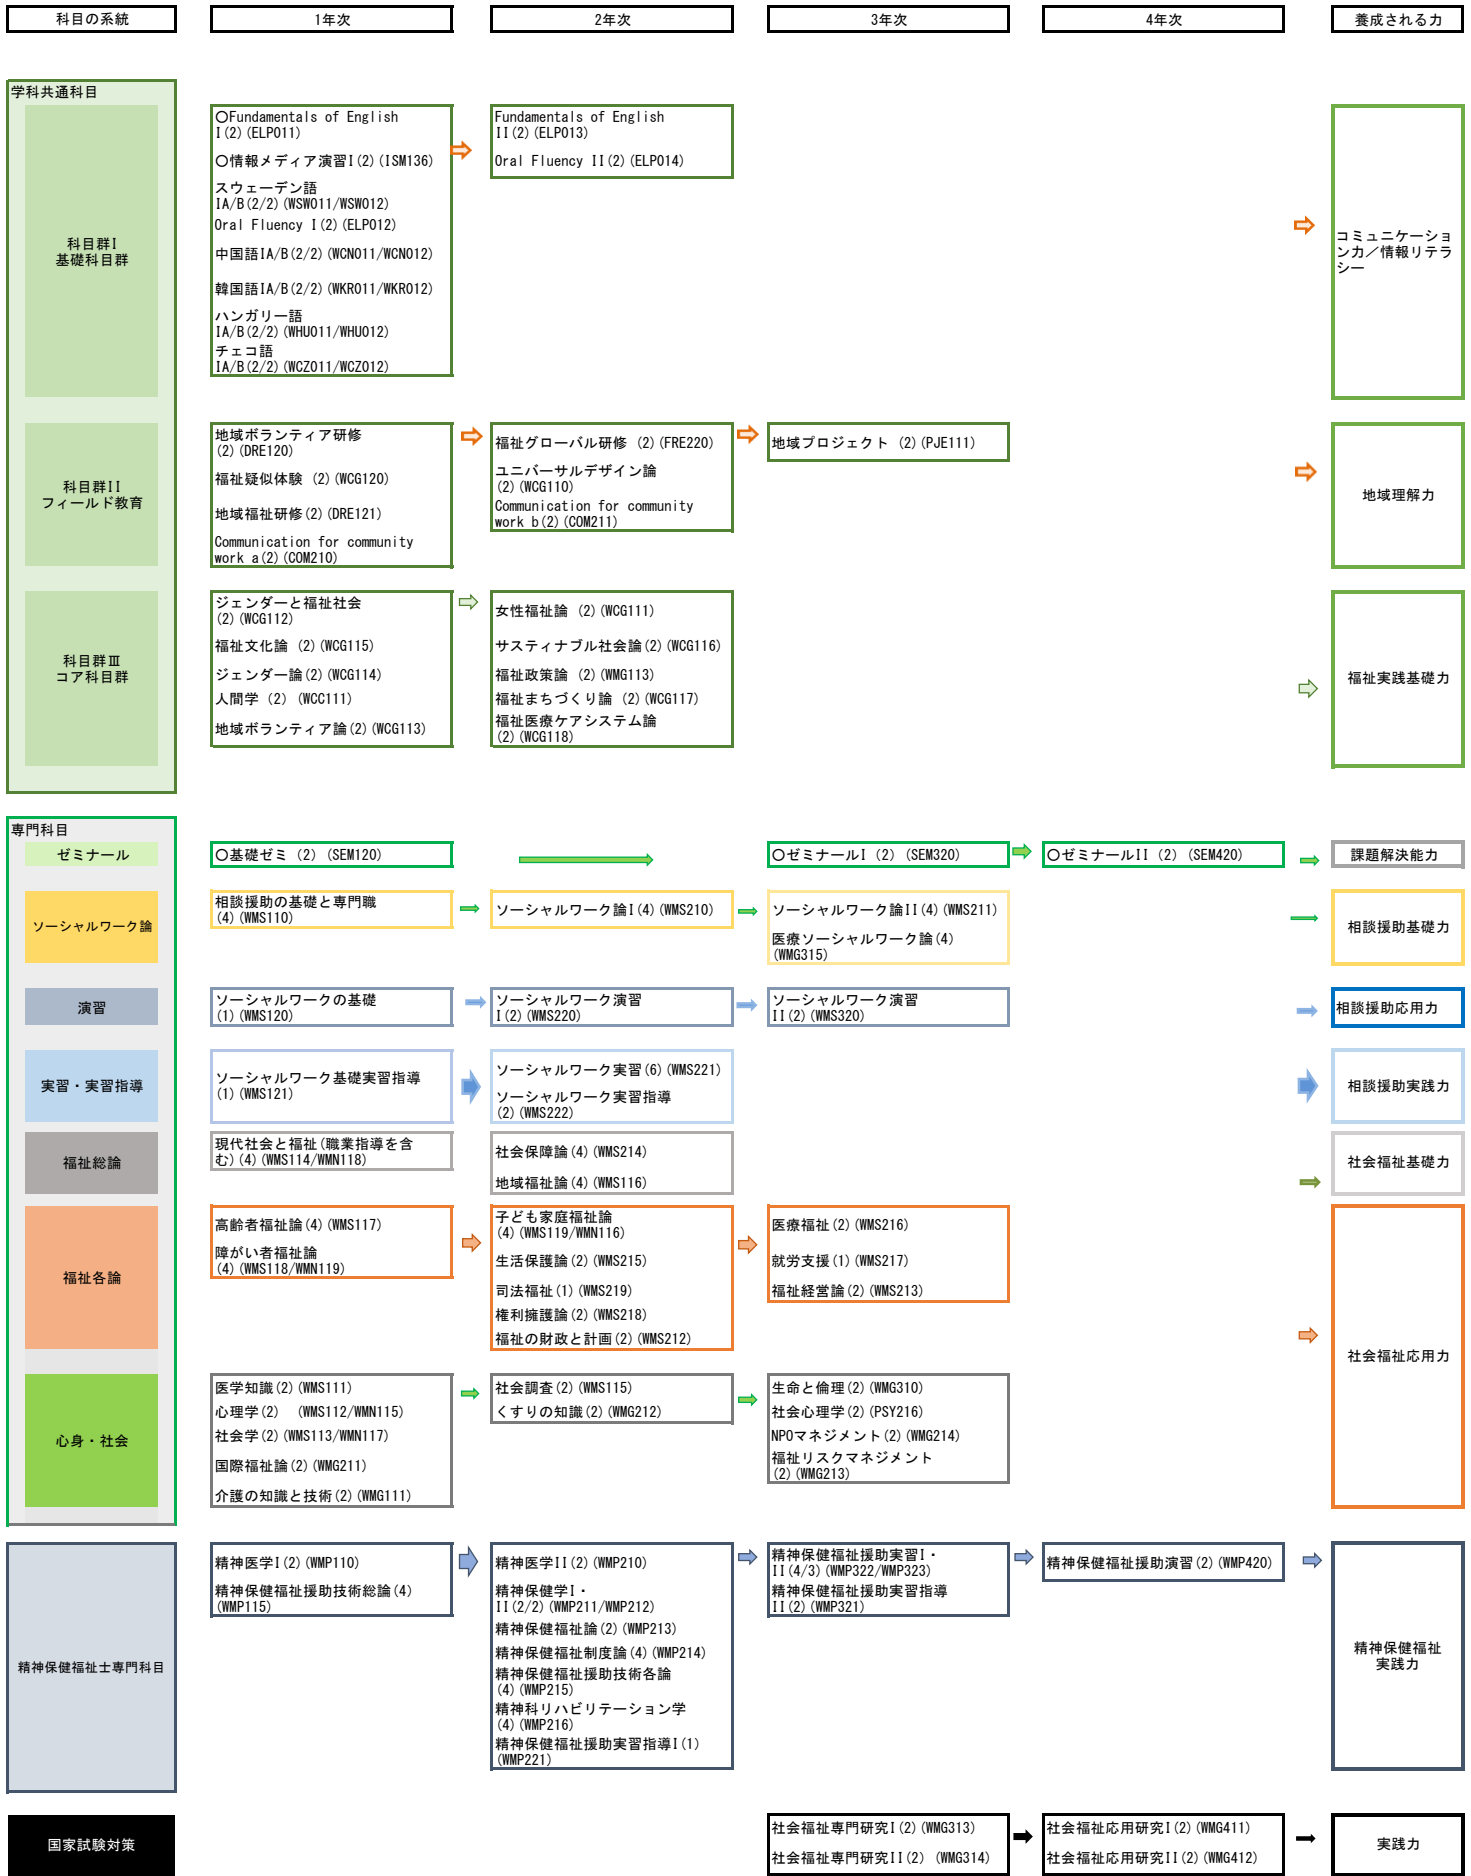 科目の系統
1年次
2年次
3年次
4年次
養成される力
学科共通科目
科目群I
基礎科目群
〇Fundamentals of English
I(2)(ELP011)
〇情報メディア演習I(2)(ISM136)
スウェーデン語
IA/B(2/2)(WSW011/WSW012)
Oral Fluency I(2)(ELP012)
中国語IA/B(2/2)(WCN011/WCN012)
韓国語IA/B(2/2)(WKR011/WKR012)
ハンガリー語
IA/B(2/2)(WHU011/WHU012)
チェコ語
IA/B(2/2)(WCZ011/WCZ012)
Fundamentals of English
II(2)(ELP013)
Oral Fluency II(2)(ELP014)
コミュニケーショ
ン力／情報リテラ
シー
科目群II
フィールド教育
地域ボランティア研修
(2)(DRE120)
福祉疑似体験 (2)(WCG120)
地域福祉研修(2)(DRE121)
Communication for community
work a(2)(COM210)
福祉グローバル研修 (2)(FRE220)
ユニバーサルデザイン論
(2)(WCG110)
Communication for community
work b(2)(COM211)
地域プロジェクト (2)(PJE111)
地域理解力
科目群Ⅲ
コア科目群
ジェンダーと福祉社会
(2)(WCG112)
福祉文化論 (2)(WCG115)
ジェンダー論(2)(WCG114)
人間学 (2) (WCC111)
地域ボランティア論(2)(WCG113)
女性福祉論 (2)(WCG111)
サスティナブル社会論(2)(WCG116)
福祉政策論 (2)(WMG113)
福祉まちづくり論 (2)(WCG117)
福祉医療ケアシステム論
(2)(WCG118)
福祉実践基礎力
専門科目
ゼミナール
〇基礎ゼミ (2) (SEM120)
〇ゼミナールI (2) (SEM320)
〇ゼミナールII (2) (SEM420)
課題解決能力
ソーシャルワーク論
相談援助の基礎と専門職
(4)(WMS110)
ソーシャルワーク論I(4)(WMS210)
ソーシャルワーク論II(4)(WMS211)
医療ソーシャルワーク論(4)
(WMG315)
相談援助基礎力
演習
ソーシャルワークの基礎
(1)(WMS120)
ソーシャルワーク演習
I(2)(WMS220)
ソーシャルワーク演習
II(2)(WMS320)
相談援助応用力
実習・実習指導
ソーシャルワーク基礎実習指導
(1)(WMS121)
ソーシャルワーク実習(6)(WMS221)
ソーシャルワーク実習指導
(2)(WMS222)
相談援助実践力
福祉総論
現代社会と福祉(職業指導を含
む)(4)(WMS114/WMN118)
社会保障論(4)(WMS214)
地域福祉論(4)(WMS116)
社会福祉基礎力
福祉各論
高齢者福祉論(4)(WMS117)
障がい者福祉論
(4)(WMS118/WMN119)
子ども家庭福祉論
(4)(WMS119/WMN116)
生活保護論(2)(WMS215)
司法福祉(1)(WMS219)
権利擁護論(2)(WMS218)
福祉の財政と計画(2)(WMS212)
医療福祉(2)(WMS216)
就労支援(1)(WMS217)
福祉経営論(2)(WMS213)
社会福祉応用力
心身・社会
医学知識(2)(WMS111)
心理学(2) (WMS112/WMN115)
社会学(2)(WMS113/WMN117)
国際福祉論(2)(WMG211)
介護の知識と技術(2)(WMG111)
社会調査(2)(WMS115)
くすりの知識(2)(WMG212)
生命と倫理(2)(WMG310)
社会心理学(2)(PSY216)
NPOマネジメント(2)(WMG214)
福祉リスクマネジメント
(2)(WMG213)
精神保健福祉士専門科目
精神医学I(2)(WMP110)
精神保健福祉援助技術総論(4)
(WMP115)
精神医学II(2)(WMP210)
精神保健学I・
II(2/2)(WMP211/WMP212)
精神保健福祉論(2)(WMP213)
精神保健福祉制度論(4)(WMP214)
精神保健福祉援助技術各論
(4)(WMP215)
精神科リハビリテーション学
(4)(WMP216)
精神保健福祉援助実習指導I(1)
(WMP221)
精神保健福祉援助実習I・
II(4/3)(WMP322/WMP323)
精神保健福祉援助実習指導
II(2)(WMP321)
精神保健福祉援助演習(2)(WMP420)
精神保健福祉
実践力
国家試験対策
社会福祉専門研究I(2)(WMG313)
社会福祉専門研究II(2) (WMG314)
社会福祉応用研究I(2)(WMG411)
社会福祉応用研究II(2)(WMG412)
実践力